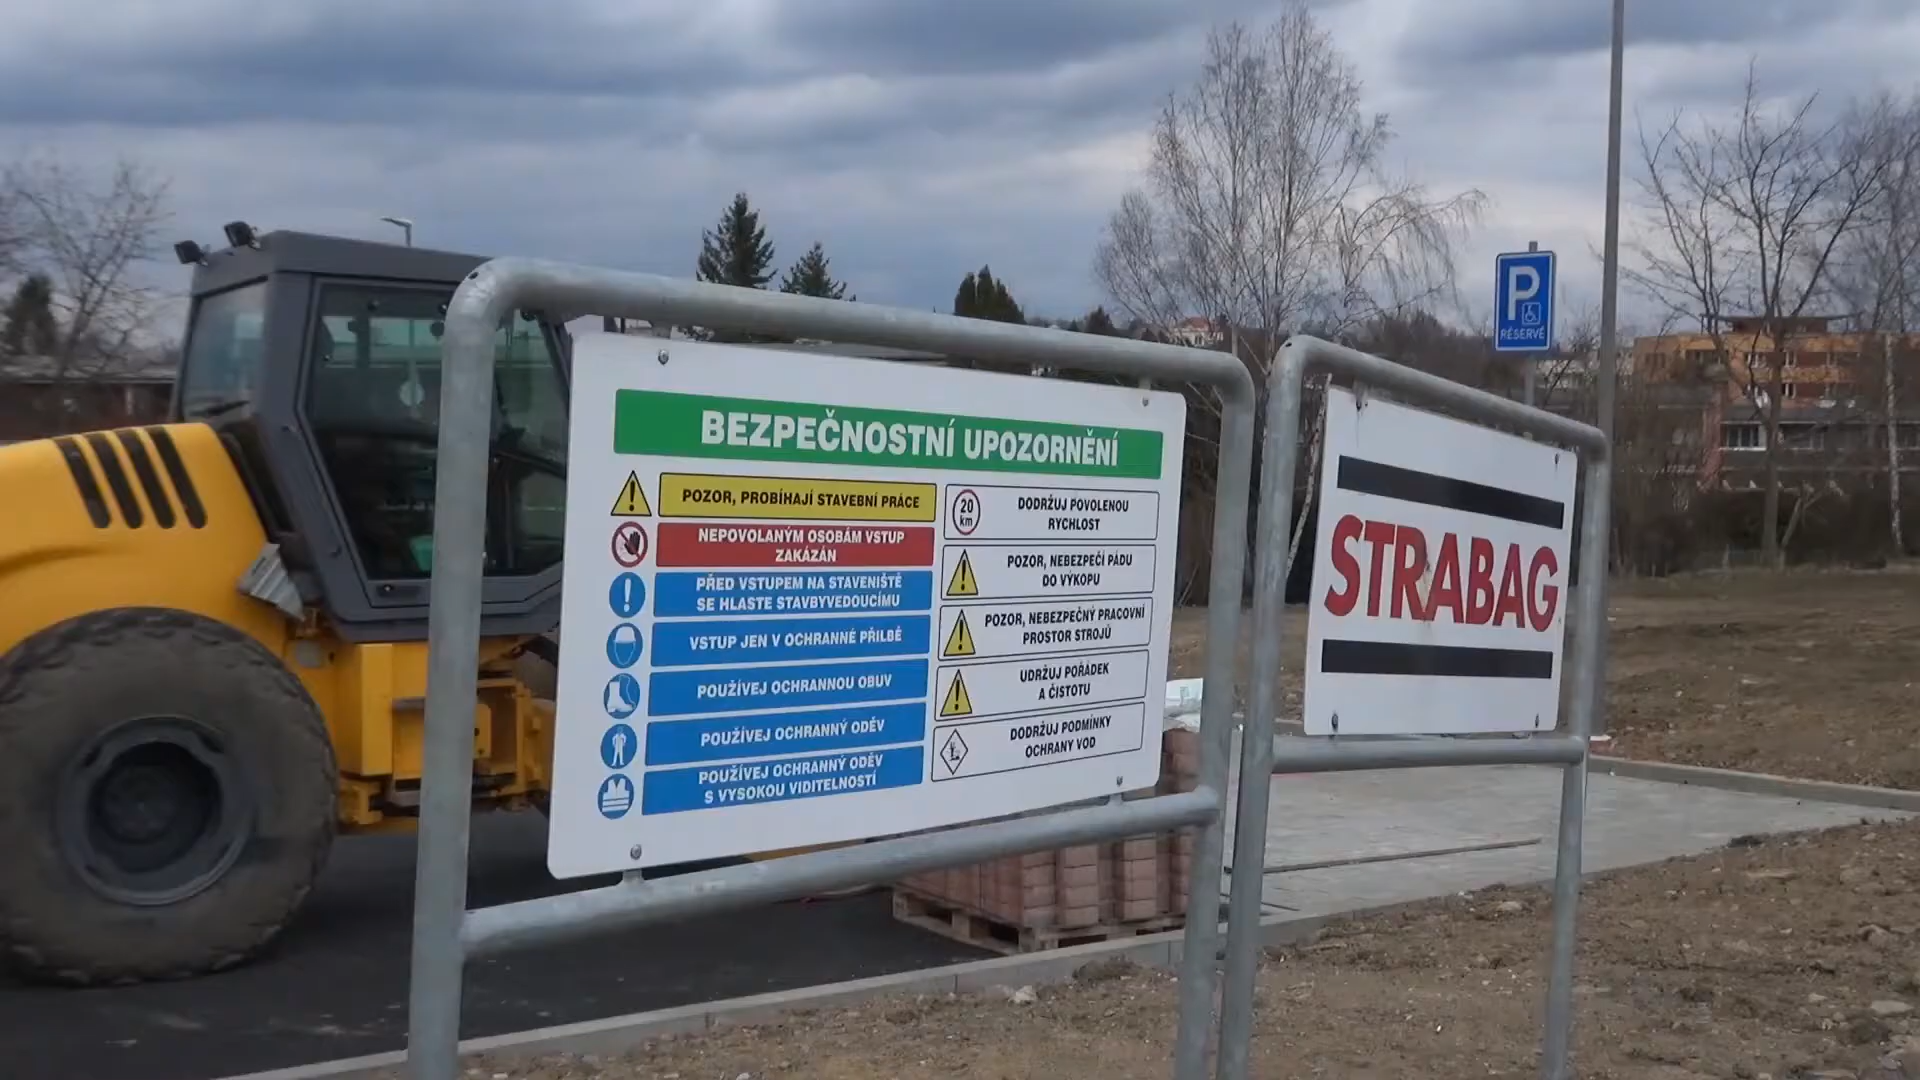 BEZPEČNOSTNÍ UPOZORNĚNÍ
POZOR, PROBÍHAJÍ STAVEBNÍ PRÁCE
NEPOVOLANÝM OSOBÁM VSTUP
ZAKÁZÁN
PŘED VSTUPEM NA STAVENIŠTĚ
SE HLASTE STAVBYVEDOUCÍMU
VSTUP JEN V OCHRANNÉ PŘILBĚ
POUŽÍVEJ OCHRANNOU OBUV
POUŽÍVEJ OCHRANNÝ ODĚV
POUŽÍVEJ OCHRANNÝ ODĚV
S VYSOKOU VIDITELNOSTÍ
20
km
DODRŽUJ POVOLENOU
RYCHLOST
POZOR, NEBEZPEČÍ PÁDU
DO VÝKOPU
POZOR, NEBEZPEČNÝ PRACOVNÍ
PROSTOR STROJŮ
UDRŽUJ POŘÁDEK
A ČISTOTU
DODRŽUJ PODMÍNKY
OCHRANY VOD
STRABAG
P
RÉSERVÉ